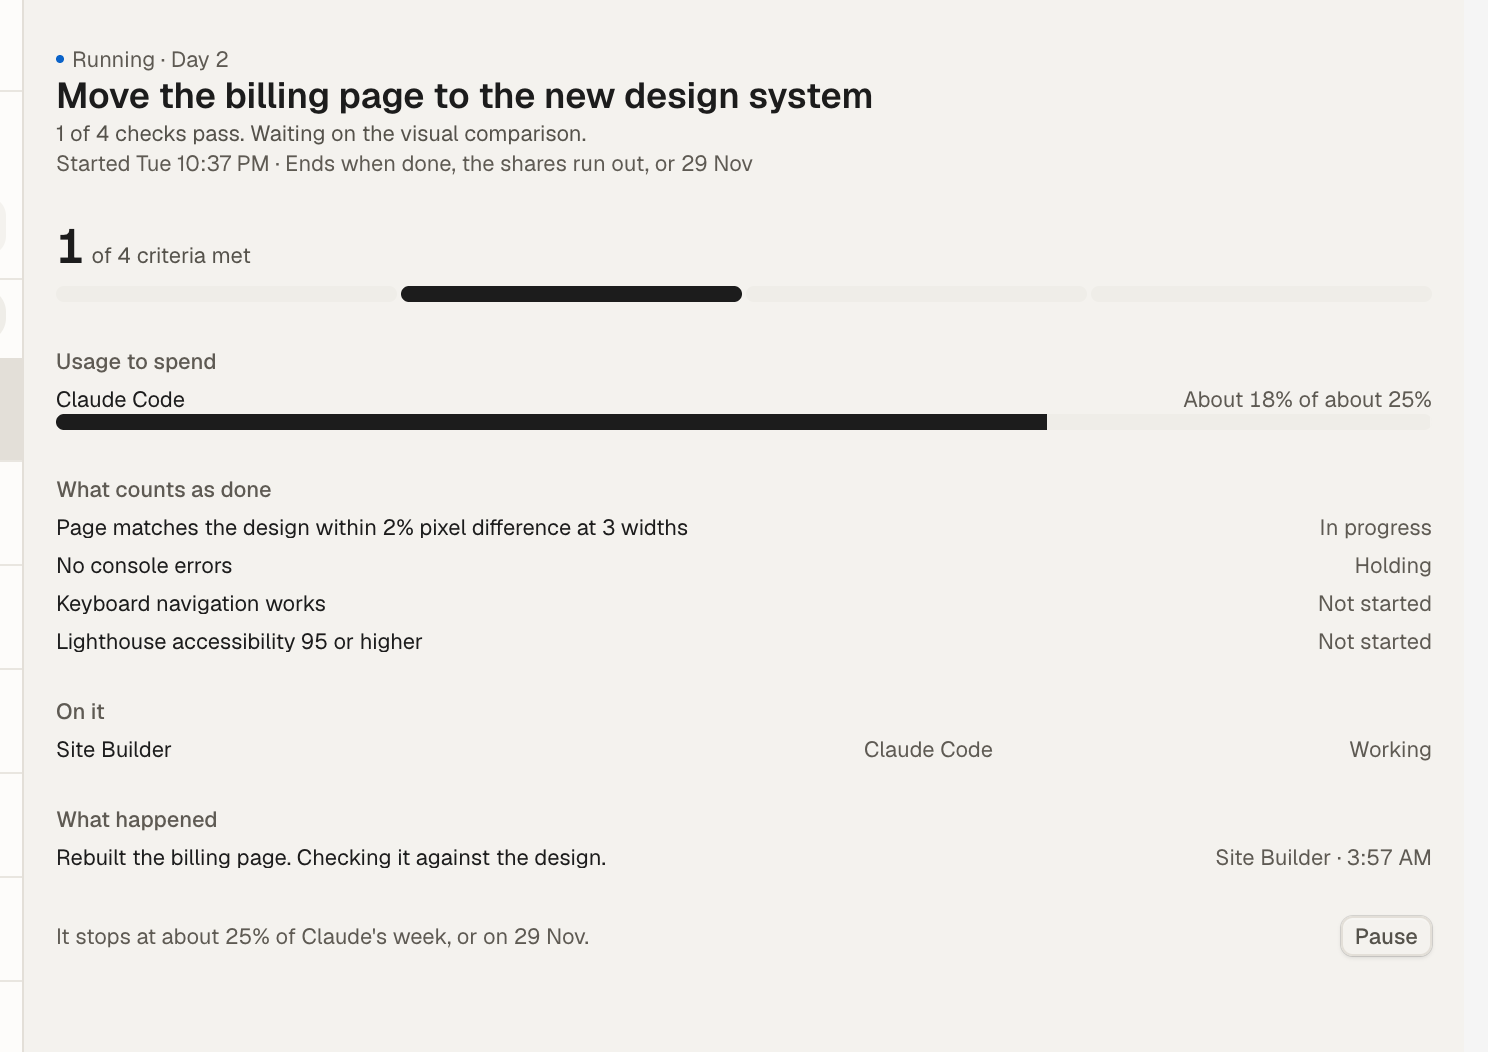 Running · Day 2
Move the billing page to the new design system
1 of 4 checks pass. Waiting on the visual comparison.
Started Tue 10:37 PM · Ends when done, the shares run out, or 29 Nov
1 of 4 criteria met
Usage to spend
Claude Code About 18% of about 25%
What counts as done
Page matches the design within 2% pixel difference at 3 widths In progress
No console errors Holding
Keyboard navigation works Not started
Lighthouse accessibility 95 or higher Not started
On it
Site Builder Claude Code Working
What happened
Rebuilt the billing page. Checking it against the design. Site Builder · 3:57 AM
It stops at about 25% of Claude's week, or on 29 Nov. Pause